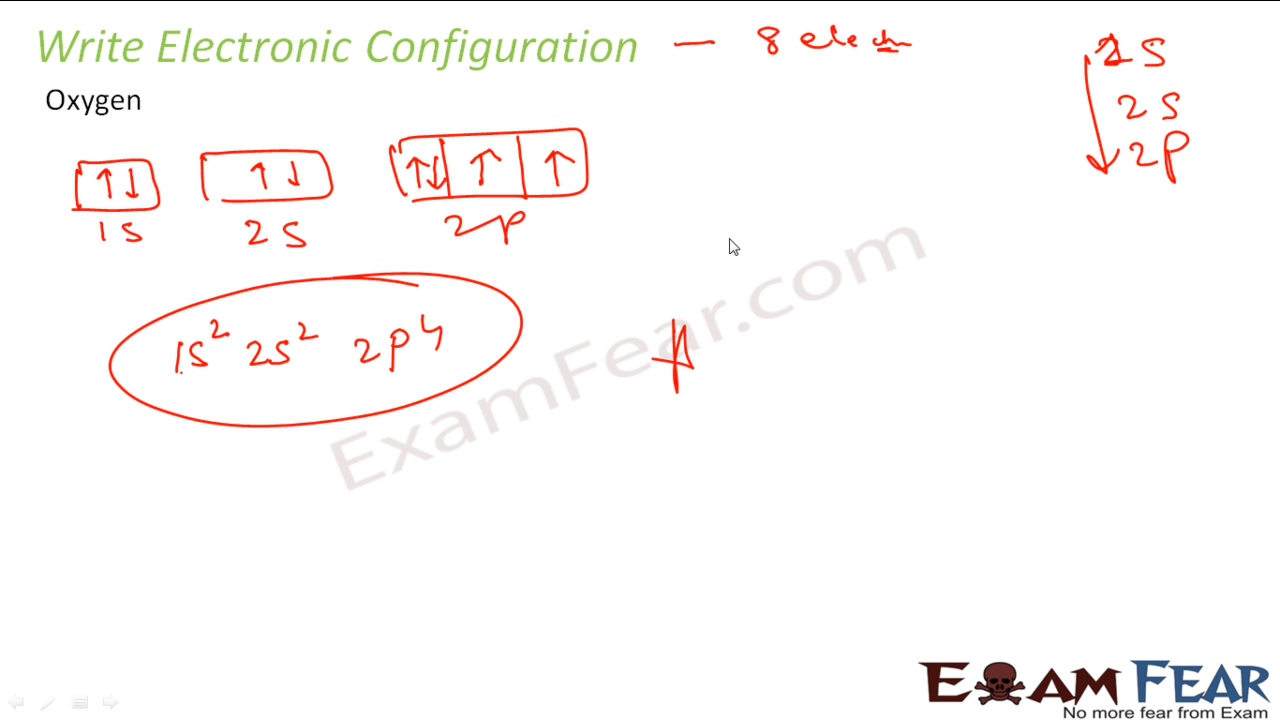 Write Electronic Configuration — 8 elec
Oxygen
1s
2s
2p
↑↓ ↑↓ ↑↓ ↑ ↑
1s 2s 2p
1s² 2s² 2p⁴
ExamFear.com
EXAM FEAR
No more fear from Exam